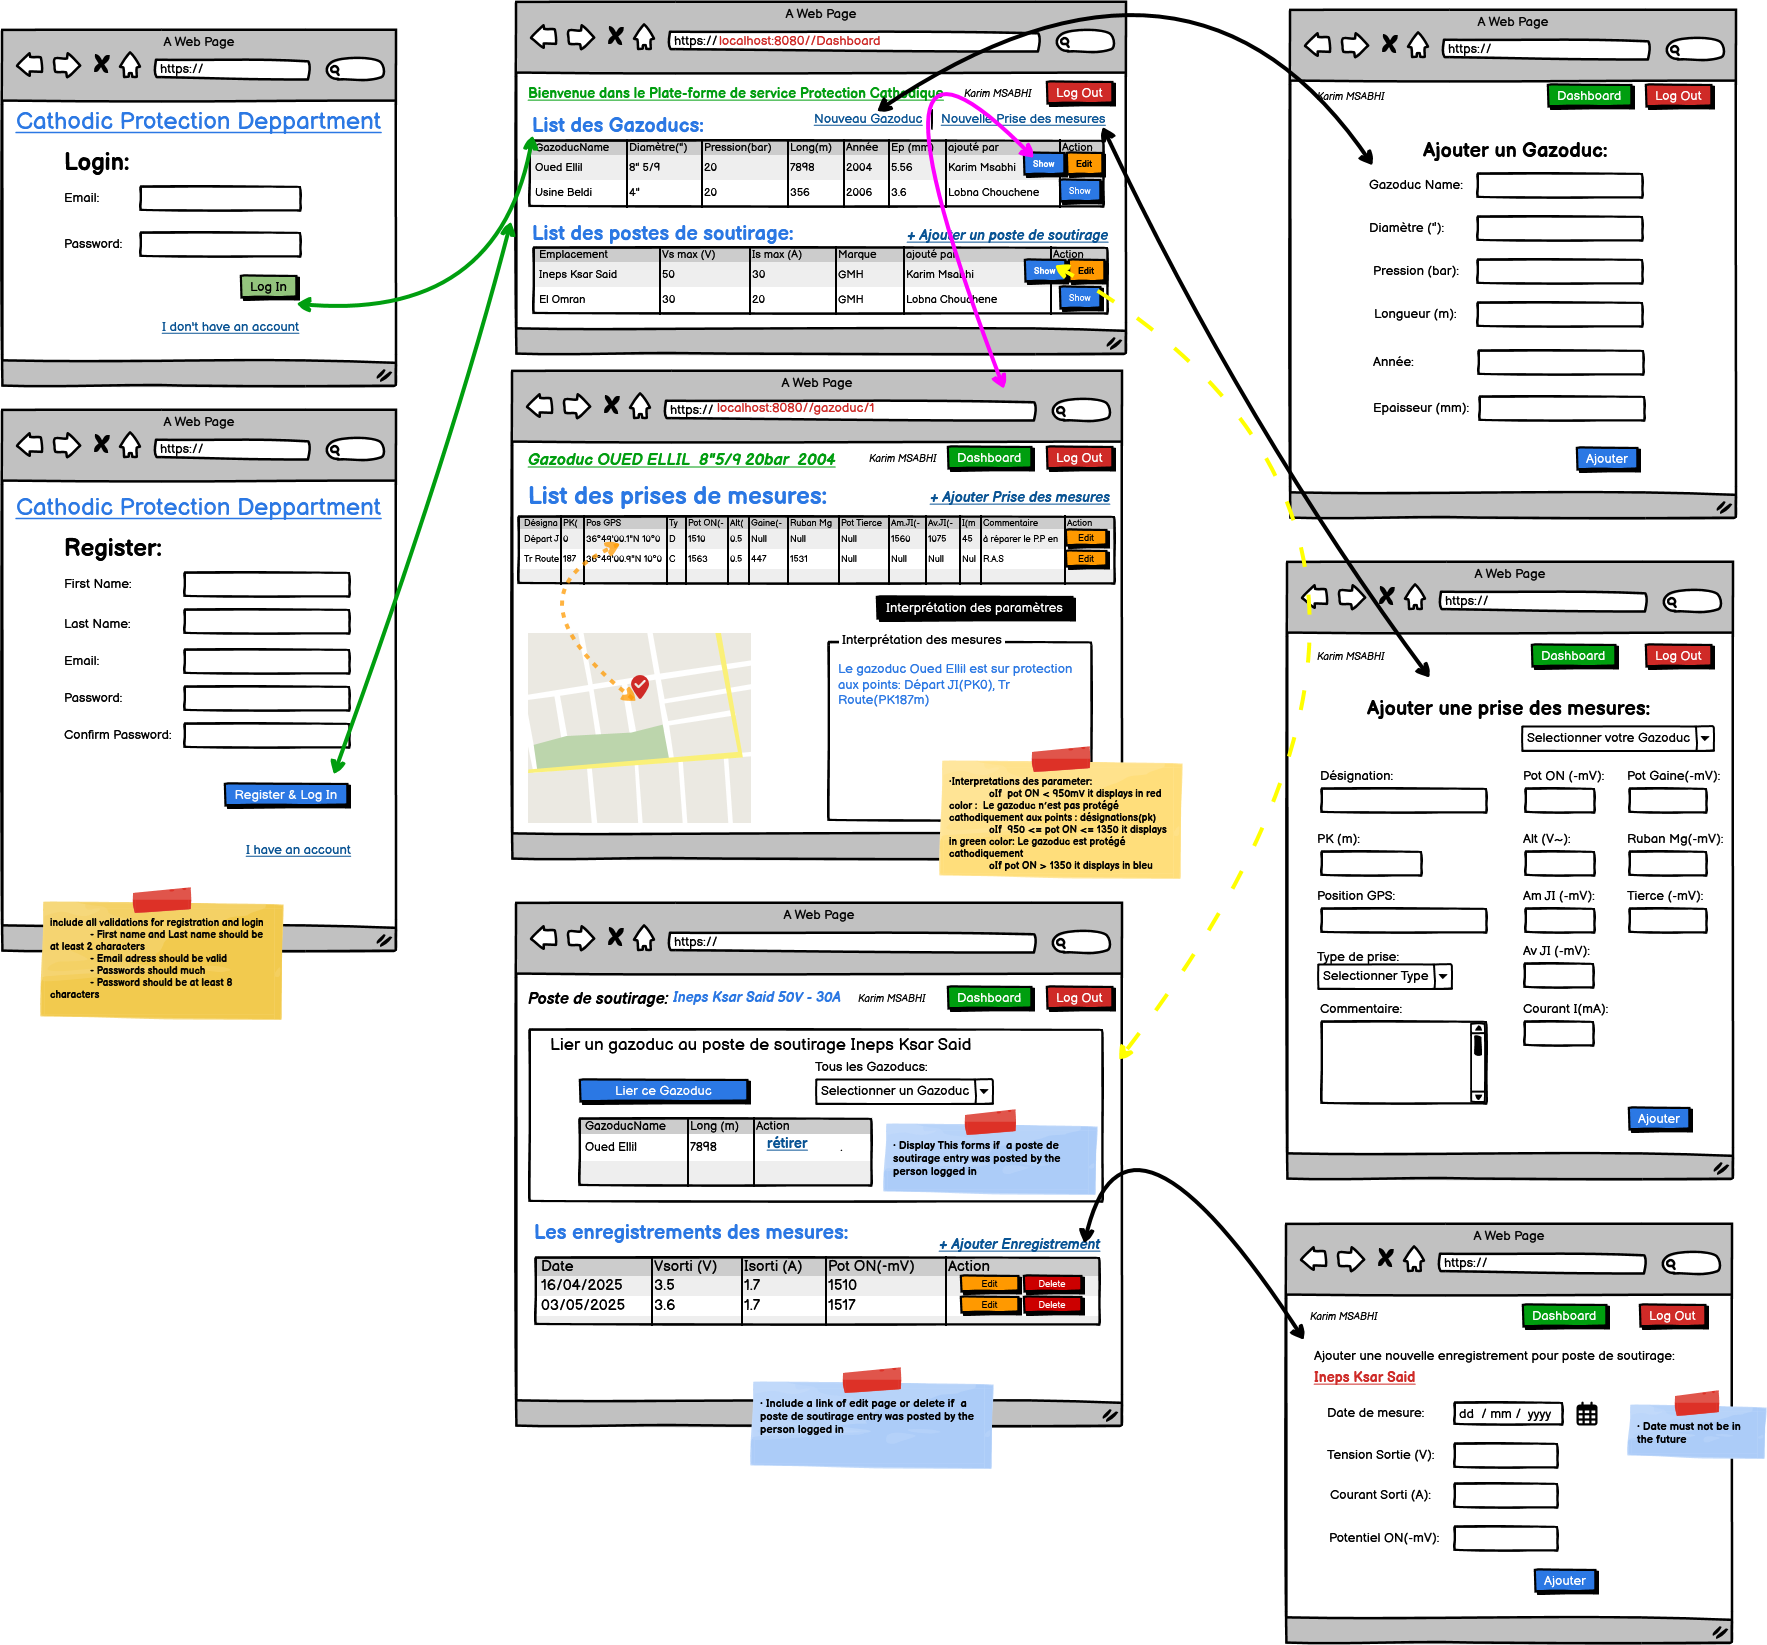 A Web Page
https://
Cathodic Protection Deppartment
Login:
Email:
Password:
Log In
I don't have an account
A Web Page
https://
Cathodic Protection Deppartment
Register:
First Name:
Last Name:
Email:
Password:
Confirm Password:
Register & Log In
I have an account
include all validations for registration and login
- First name and Last name should be
at least 2 characters
- Email adress should be valid
- Passwords should much
- Password should be at least 8
characters
A Web Page
https:// localhost:8080//Dashboard
Bienvenue dans le Plate-forme de service Protection Cathodique Karim MSABHI Log Out
List des Gazoducs: Nouveau Gazoduc Nouvelle Prise des mesures
GazoducName Diamètre(") Pression(bar) Long(m) Année Ep (mm) ajouté par Action
Oued Ellil 8" 5/9 20 7898 2004 5.56 Karim Msabhi Show Edit
Usine Beldi 4" 20 356 2006 3.6 Lobna Chouchene Show
List des postes de soutirage: + Ajouter un poste de soutirage
Emplacement Vs max (V) Is max (A) Marque ajouté par Action
Ineps Ksar Said 50 30 GMH Karim Msabhi Show Edit
El Omran 30 20 GMH Lobna Chouchene Show
A Web Page
https:// localhost:8080//gazoduc/1
Gazoduc OUED ELLIL 8"5/9 20bar 2004 Karim MSABHI Dashboard Log Out
List des prises de mesures: + Ajouter Prise des mesures
Désigna PK( Pos GPS Ty Pot ON(- Alt( Gaine(- Ruban Mg Pot Tierce Am.JI(- Av.JI(- I(m Commentaire Action
Départ J 0 36°49'00.1"N 10°0 D 1510 0.5 Null Null Null 1560 1075 45 à réparer le P.P en Edit
Tr Route 187 36°49'00.9"N 10°0 C 1563 0.5 447 1531 Null Null Null Nul R.A.S Edit
Interprétation des paramètres
Interprétation des mesures
Le gazoduc Oued Ellil est sur protection
aux points: Départ JI(PK0), Tr
Route(PK187m)
·Interpretations des parameter:
oIf pot ON < 950mV it displays in red
color : Le gazoduc n'est pas protégé
cathodiquement aux points : désignations(pk)
oIf 950 <= pot ON <= 1350 it displays
in green color: Le gazoduc est protégé
cathodiquement
oIf pot ON > 1350 it displays in bleu
A Web Page
https://
Poste de soutirage: Ineps Ksar Said 50V - 30A Karim MSABHI Dashboard Log Out
Lier un gazoduc au poste de soutirage Ineps Ksar Said
Tous les Gazoducs:
Lier ce Gazoduc Selectionner un Gazoduc
GazoducName Long (m) Action
Oued Ellil 7898 rétirer .
· Display This forms if a poste de
soutirage entry was posted by the
person logged in
Les enregistrements des mesures:
+ Ajouter Enregistrement
Date Vsorti (V) Isorti (A) Pot ON(-mV) Action
16/04/2025 3.5 1.7 1510 Edit Delete
03/05/2025 3.6 1.7 1517 Edit Delete
· Include a link of edit page or delete if a
poste de soutirage entry was posted by the
person logged in
A Web Page
https://
Karim MSABHI Dashboard Log Out
Ajouter un Gazoduc:
Gazoduc Name:
Diamètre ("):
Pression (bar):
Longueur (m):
Année:
Epaisseur (mm):
Ajouter
A Web Page
https://
Karim MSABHI Dashboard Log Out
Ajouter une prise des mesures:
Selectionner votre Gazoduc
Désignation: Pot ON (-mV): Pot Gaine(-mV):
PK (m): Alt (V~): Ruban Mg(-mV):
Position GPS: Am JI (-mV): Tierce (-mV):
Type de prise: Av JI (-mV):
Selectionner Type
Commentaire: Courant I(mA):
Ajouter
A Web Page
https://
Karim MSABHI Dashboard Log Out
Ajouter une nouvelle enregistrement pour poste de soutirage:
Ineps Ksar Said
Date de mesure: dd / mm / yyyy
· Date must not be in
the future
Tension Sortie (V):
Courant Sorti (A):
Potentiel ON(-mV):
Ajouter